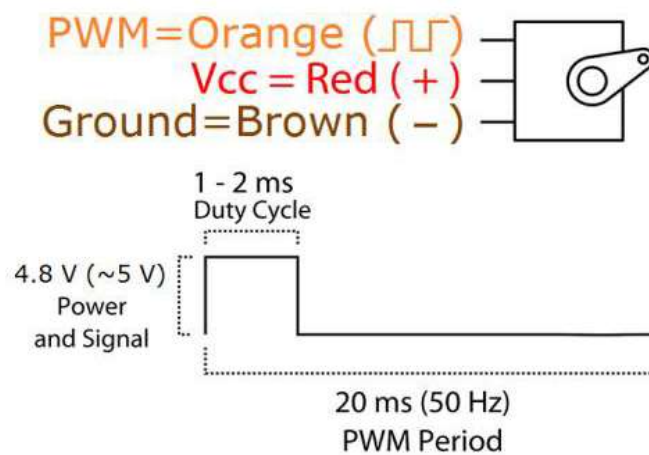 PWM=Orange (⎍⎍)
Vcc = Red ( + )
Ground=Brown ( − )
1 - 2 ms
Duty Cycle
4.8 V (~5 V)
Power
and Signal
20 ms (50 Hz)
PWM Period